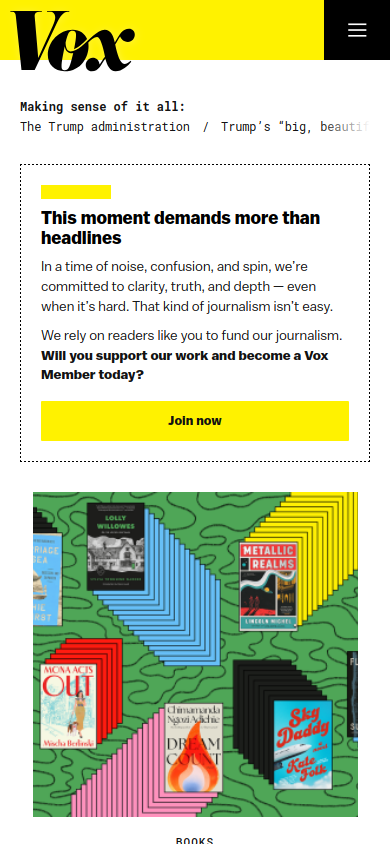 Vox
Making sense of it all:
The Trump administration / Trump's "big, beautif
This moment demands more than
headlines
In a time of noise, confusion, and spin, we're
committed to clarity, truth, and depth — even
when it's hard. That kind of journalism isn't easy.
We rely on readers like you to fund our journalism.
Will you support our work and become a Vox
Member today?
Join now
LOLLY
WILLOWES
METALLIC
REALMS
LINCOLN MICHEL
MONA ACTS
OUT
Mischa Berlinski
Chimamanda
Ngozi Adichie
DREAM
COUNT
Sky
Daddy
Kate
Folk
BOOKS